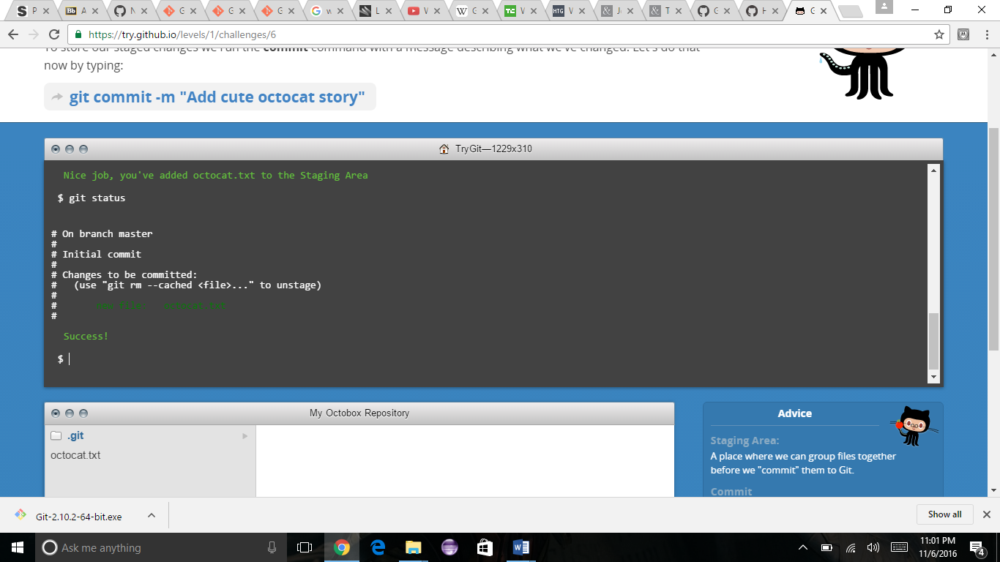 S P
Bb A
N
G
G
G
G w
L
V
W G
TC V
HTG V
& J
& T
G
H
G
https://try.github.io/levels/1/challenges/6
To store our staged changes we run the commit command with a message describing what we've changed. Let's do that
now by typing:
git commit -m "Add cute octocat story"
TryGit—1229x310
Nice job, you've added octocat.txt to the Staging Area
$ git status
# On branch master
#
# Initial commit
#
# Changes to be committed:
#   (use "git rm --cached <file>..." to unstage)
#
#       new file:   octocat.txt
#
Success!
$
My Octobox Repository
.git
octocat.txt
Advice
Staging Area:
A place where we can group files together
before we "commit" them to Git.
Commit
Git-2.10.2-64-bit.exe
Show all
Ask me anything
11:01 PM
11/6/2016
4